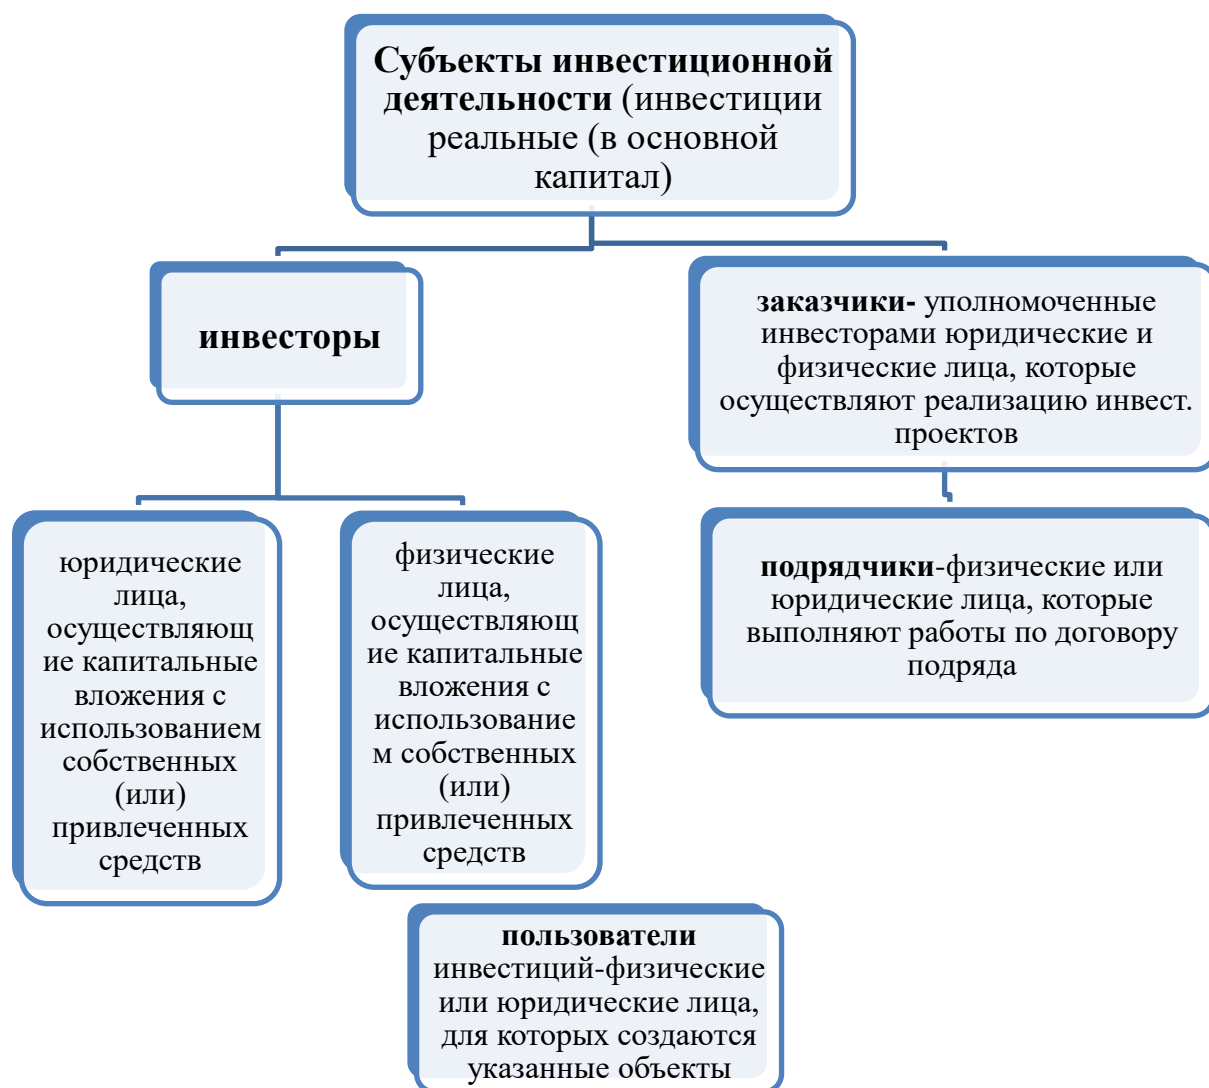 Субъекты инвестиционной
деятельности (инвестиции
реальные (в основной
капитал)
инвесторы
заказчики- уполномоченные
инвесторами юридические и
физические лица, которые
осуществляют реализацию инвест.
проектов
юридические
лица,
осуществляющ
ие капитальные
вложения с
использованием
собственных
(или)
привлеченных
средств
физические
лица,
осуществляющ
ие капитальные
вложения с
использование
м собственных
(или)
привлеченных
средств
подрядчики-физические или
юридические лица, которые
выполняют работы по договору
подряда
пользователи
инвестиций-физические
или юридические лица,
для которых создаются
указанные объекты